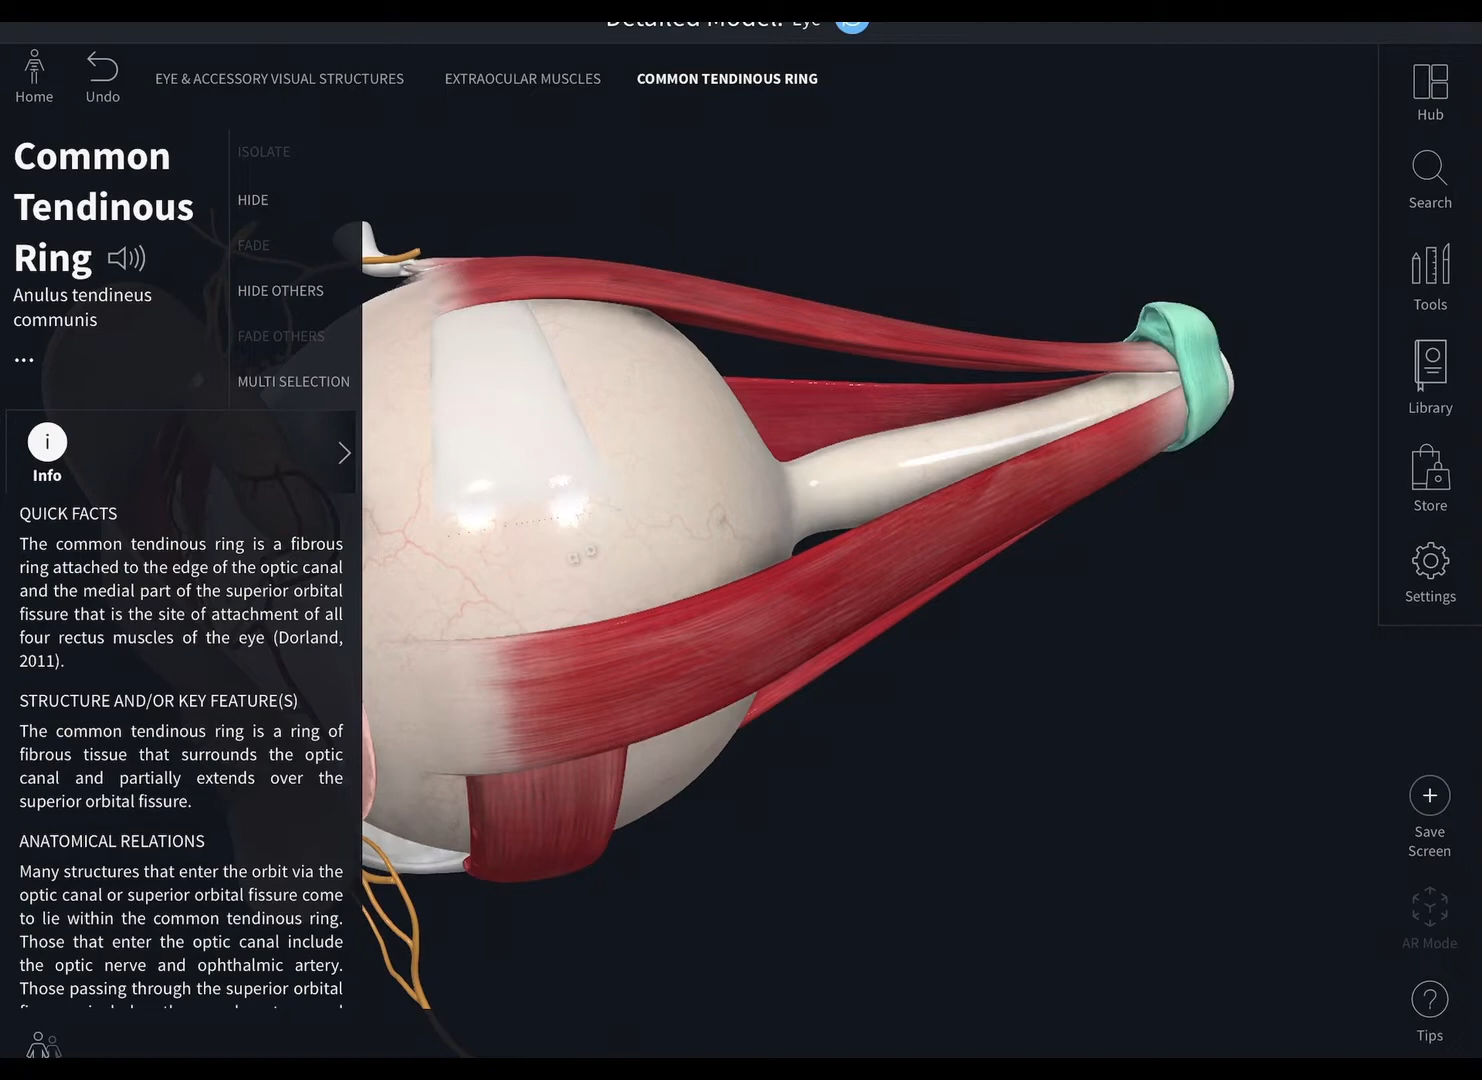 Detailed Model: Eye
Home
Undo
EYE & ACCESSORY VISUAL STRUCTURES
EXTRAOCULAR MUSCLES
COMMON TENDINOUS RING
Common
Tendinous
Ring
Anulus tendineus
communis
...
ISOLATE
HIDE
FADE
HIDE OTHERS
FADE OTHERS
MULTI SELECTION
i
Info
QUICK FACTS
The common tendinous ring is a fibrous
ring attached to the edge of the optic canal
and the medial part of the superior orbital
fissure that is the site of attachment of all
four rectus muscles of the eye (Dorland,
2011).
STRUCTURE AND/OR KEY FEATURE(S)
The common tendinous ring is a ring of
fibrous tissue that surrounds the optic
canal and partially extends over the
superior orbital fissure.
ANATOMICAL RELATIONS
Many structures that enter the orbit via the
optic canal or superior orbital fissure come
to lie within the common tendinous ring.
Those that enter the optic canal include
the optic nerve and ophthalmic artery.
Those passing through the superior orbital
Hub
Search
Tools
Library
Store
Settings
Save
Screen
AR Mode
?
Tips